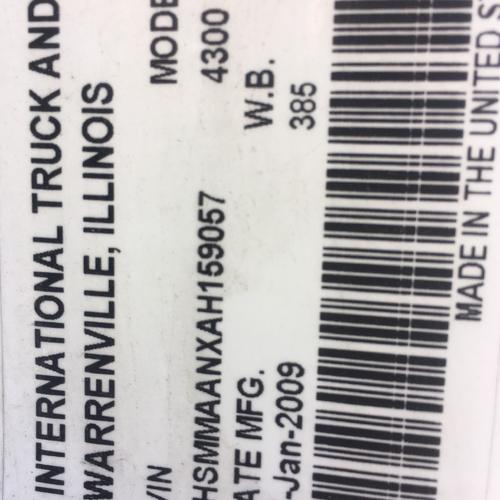 INTERNATIONAL TRUCK AND
WARRENVILLE, ILLINOIS
VIN MODE
HSMMAANXAH159057 4300
ATE MFG. W.B.
Jan-2009 385
MADE IN THE UNITED S